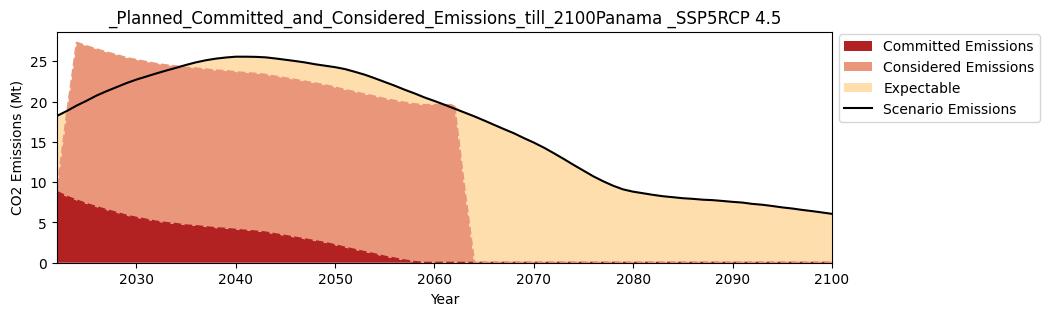 _Planned_Committed_and_Considered_Emissions_till_2100Panama _SSP5RCP 4.5
CO2 Emissions (Mt)
25
20
15
10
5
0
2030 2040 2050 2060 2070 2080 2090 2100
Year
Committed Emissions
Considered Emissions
Expectable
Scenario Emissions